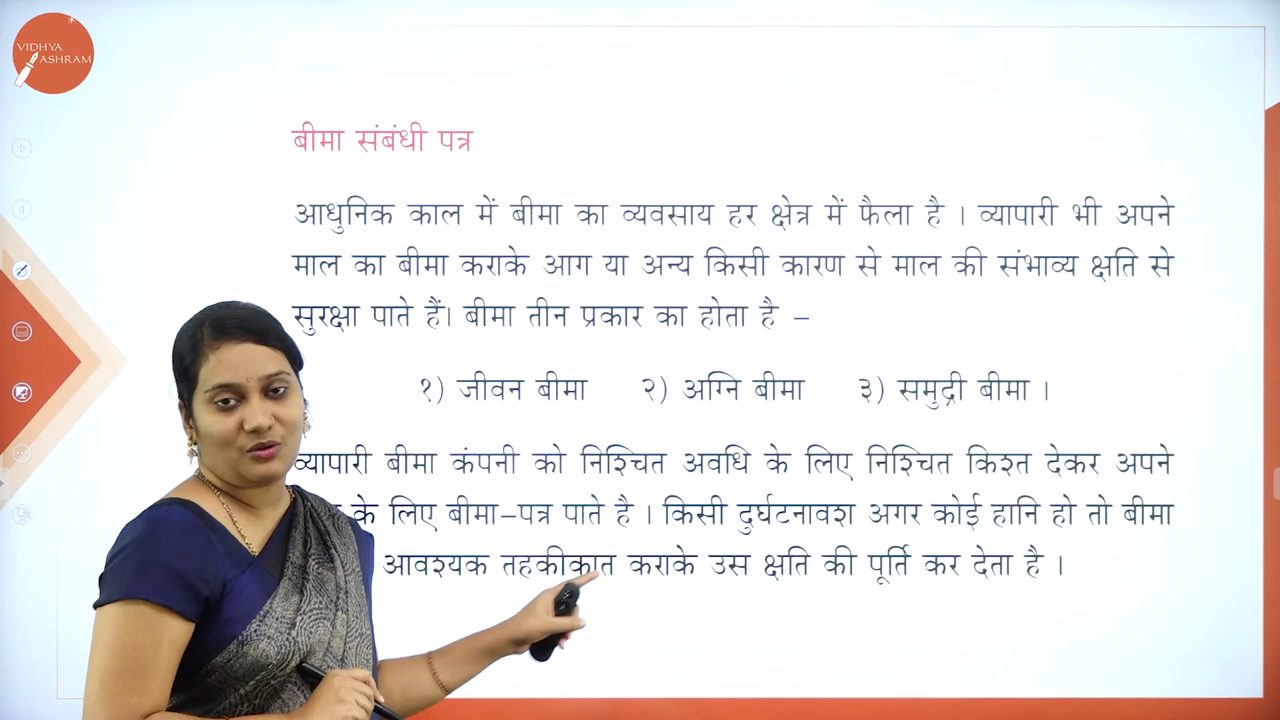 VIDHYA
ASHRAM
बीमा संबंधी पत्र
आधुनिक काल में बीमा का व्यवसाय हर क्षेत्र में फैला है । व्यापारी भी अपने
माल का बीमा कराके आग या अन्य किसी कारण से माल की संभाव्य क्षति से
सुरक्षा पाते हैं। बीमा तीन प्रकार का होता है –
१) जीवन बीमा २) अग्नि बीमा ३) समुद्री बीमा ।
व्यापारी बीमा कंपनी को निश्चित अवधि के लिए निश्चित किश्त देकर अपने
के लिए बीमा-पत्र पाते है । किसी दुर्घटनावश अगर कोई हानि हो तो बीमा
आवश्यक तहकीकात कराके उस क्षति की पूर्ति कर देता है ।